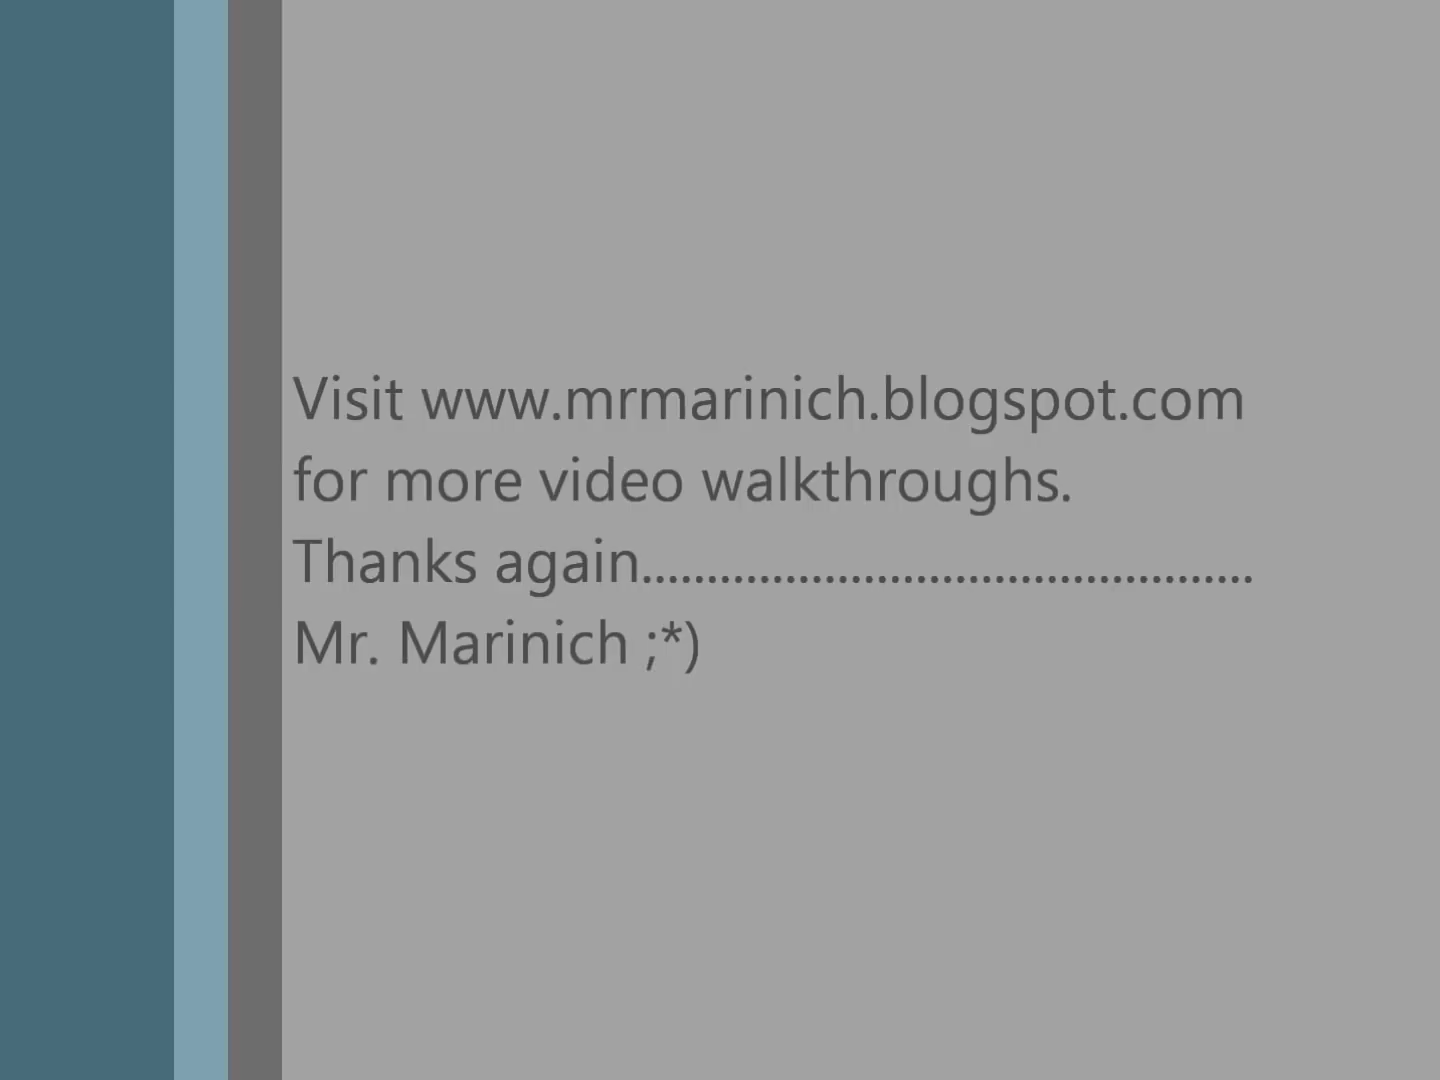 Visit www.mrmarinich.blogspot.com
for more video walkthroughs.
Thanks again...............................................
Mr. Marinich ;*)